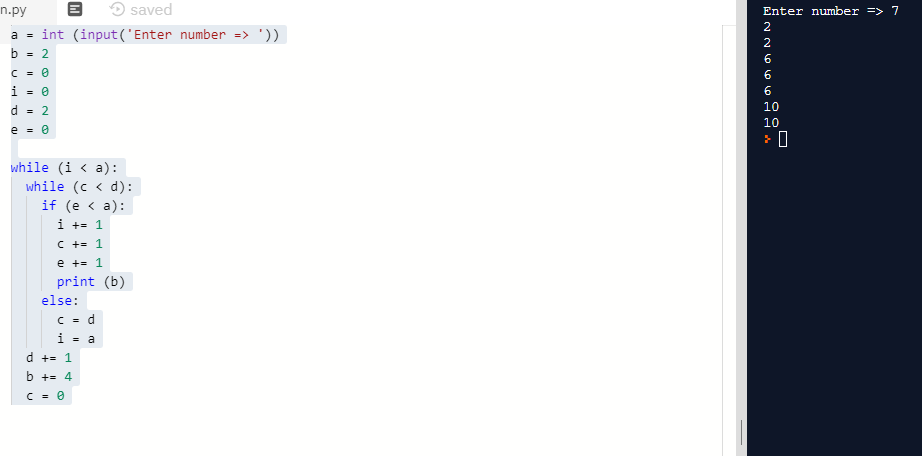 n.py saved
a = int (input('Enter number => '))
b = 2
c = 0
i = 0
d = 2
e = 0
while (i < a):
while (c < d):
if (e < a):
i += 1
c += 1
e += 1
print (b)
else:
c = d
i = a
d += 1
b += 4
c = 0
Enter number => 7
2
2
6
6
6
10
10